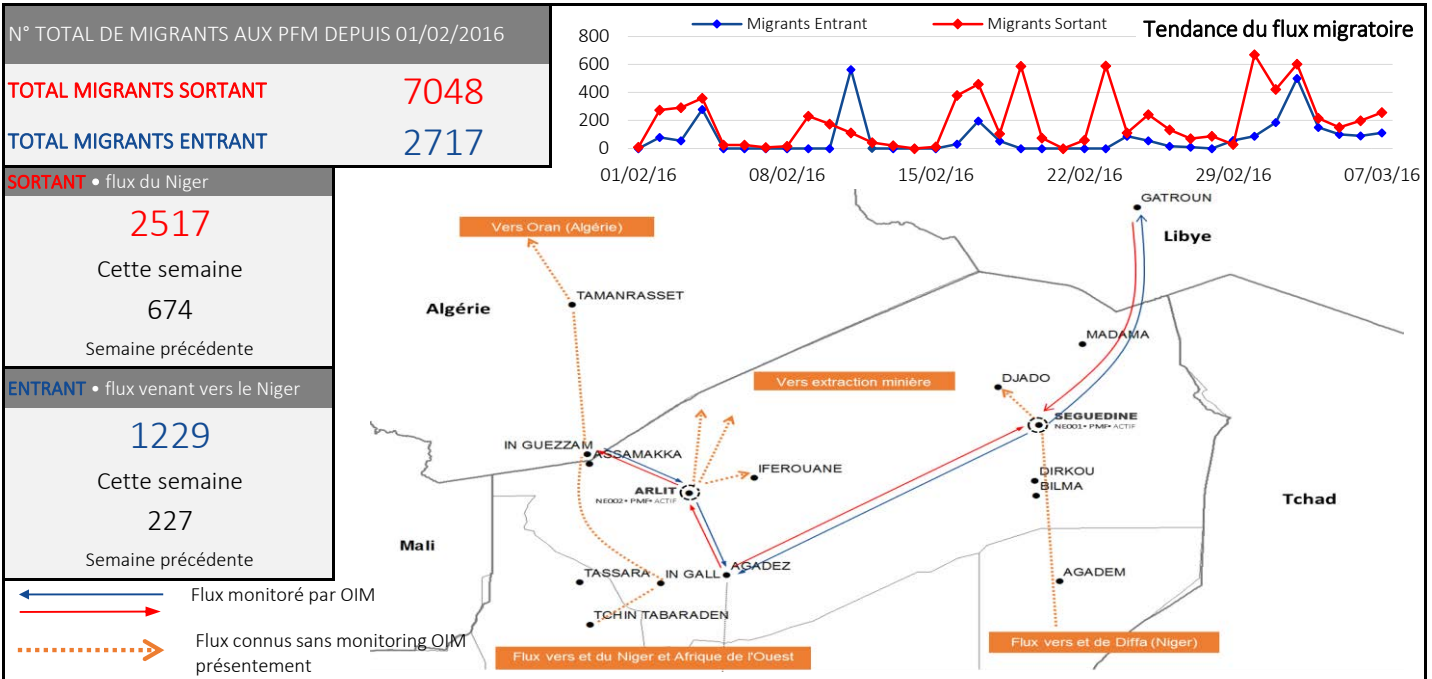 N° TOTAL DE MIGRANTS AUX PFM DEPUIS 01/02/2016
TOTAL MIGRANTS SORTANT 7048
TOTAL MIGRANTS ENTRANT 2717
Migrants Entrant
Migrants Sortant
Tendance du flux migratoire
800
600
400
200
0
01/02/16 08/02/16 15/02/16 22/02/16 29/02/16 07/03/16
SORTANT • flux du Niger
2517
Cette semaine
674
Semaine précédente
ENTRANT • flux venant vers le Niger
1229
Cette semaine
227
Semaine précédente
Flux monitoré par OIM
Flux connus sans monitoring OIM
présentement
GATROUN
Libye
Vers Oran (Algérie)
TAMANRASSET
Algérie
MADAMA
Vers extraction minière
DJADO
SEGUEDINE
NE001• PMF• ACTIF
IN GUEZZAM
ASSAMAKKA
IFEROUANE
DIRKOU
BILMA
ARLIT
NE002• PMF• ACTIF
Tchad
Mali
AGADEZ
TASSARA
IN GALL
AGADEM
TCHIN TABARADEN
Flux vers et de Diffa (Niger)
Flux vers et du Niger et Afrique de l'Ouest